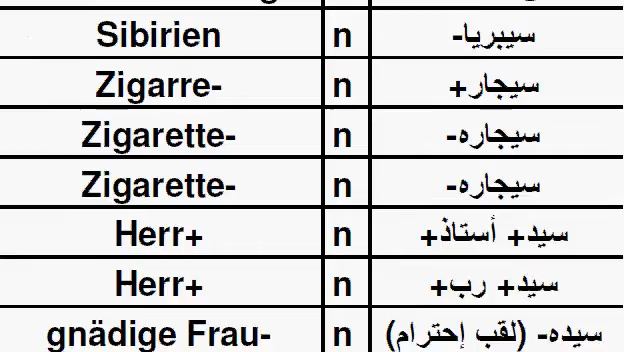 Sibirien n سيبريا-
Zigarre- n سيجار+
Zigarette- n سيجاره-
Zigarette- n سيجاره-
Herr+ n سيد+ أستاذ+
Herr+ n سيد+ رب+
gnädige Frau- n سيده- (لقب إحترام)